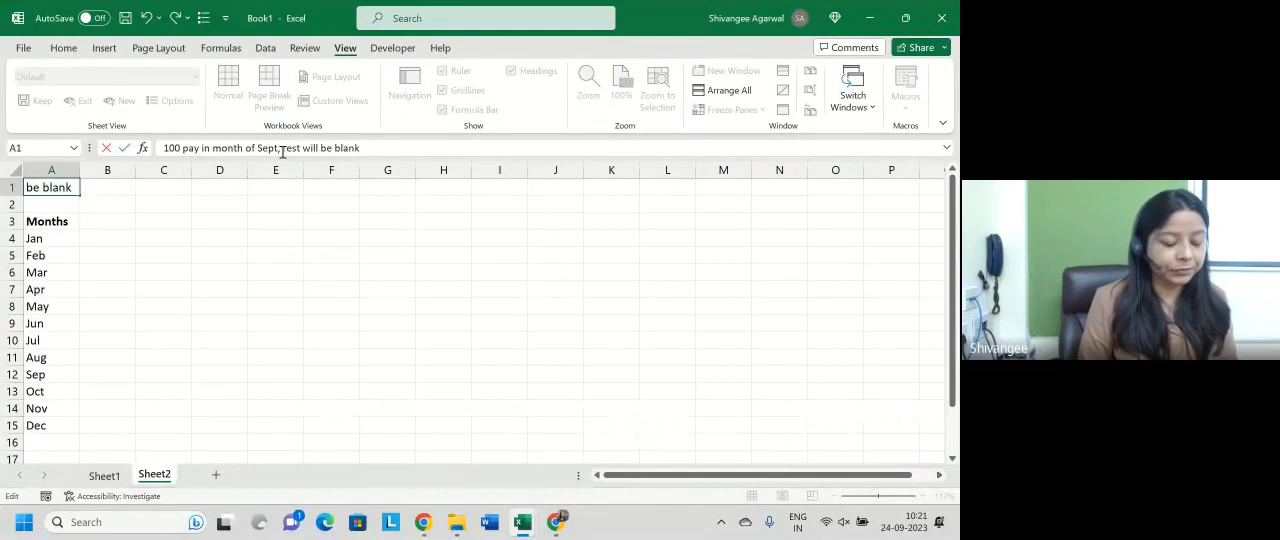 AutoSave Off Book1 - Excel Search Shivangee Agarwal SA
File Home Insert Page Layout Formulas Data Review View Developer Help Comments Share
Default
Keep Exit New Options
Sheet View
Normal
Page Break Preview
Page Layout
Custom Views
Workbook Views
Navigation
Ruler
Gridlines
Formula Bar
Headings
Show
Zoom
100%
Zoom to Selection
Zoom
New Window
Arrange All
Freeze Panes
Switch Windows
Window
Macros
Macros
A1 fx 100 pay in month of Sept, rest will be blank
A B C D E F G H I J K L M N O P
1 be blank
2
3 Months
4 Jan
5 Feb
6 Mar
7 Apr
8 May
9 Jun
10 Jul
11 Aug
12 Sep
13 Oct
14 Nov
15 Dec
16
17
Sheet1 Sheet2
Edit Accessibility: Investigate 117%
Search ENG IN 10:21 24-09-2023
Shivangee